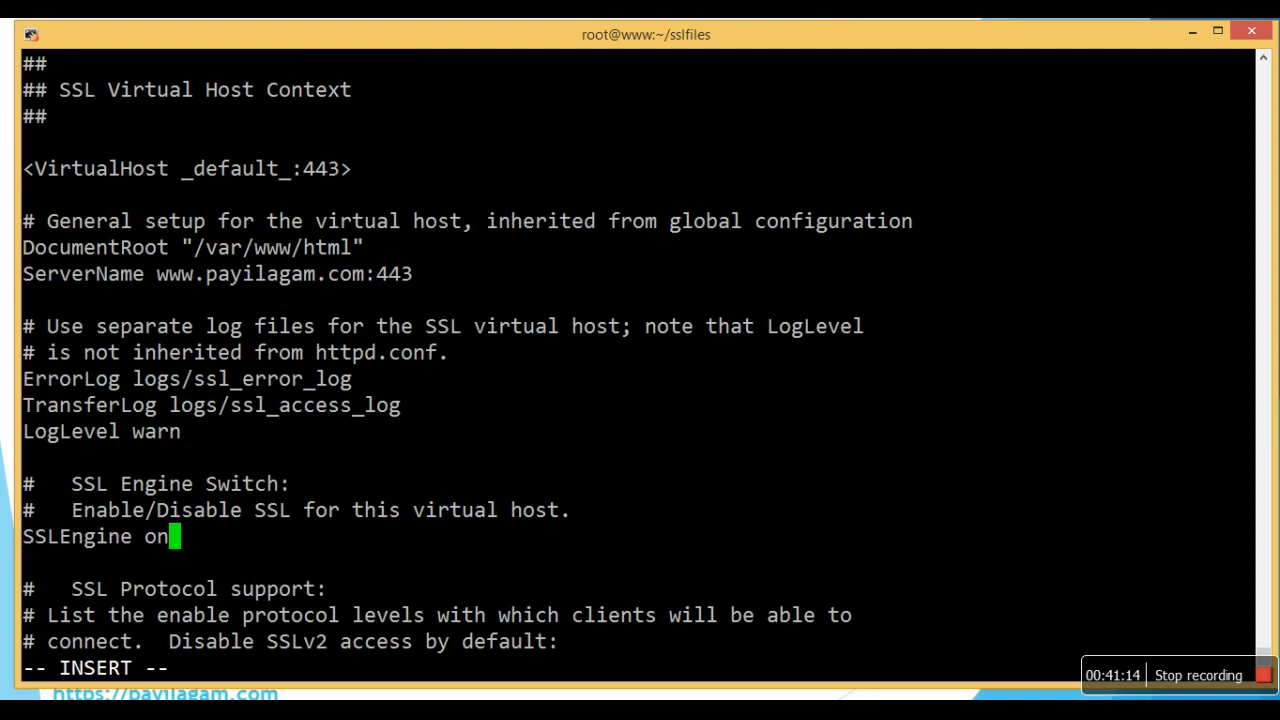 root@www:~/sslfiles
##
## SSL Virtual Host Context
##
<VirtualHost _default_:443>
# General setup for the virtual host, inherited from global configuration
DocumentRoot "/var/www/html"
ServerName www.payilagam.com:443
# Use separate log files for the SSL virtual host; note that LogLevel
# is not inherited from httpd.conf.
ErrorLog logs/ssl_error_log
TransferLog logs/ssl_access_log
LogLevel warn
#   SSL Engine Switch:
#   Enable/Disable SSL for this virtual host.
SSLEngine on
#   SSL Protocol support:
# List the enable protocol levels with which clients will be able to
# connect.  Disable SSLv2 access by default:
-- INSERT --
00:41:14 Stop recording
https://payilagam.com